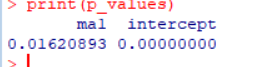 > print(p_values)
mal intercept
0.01620893 0.00000000
>